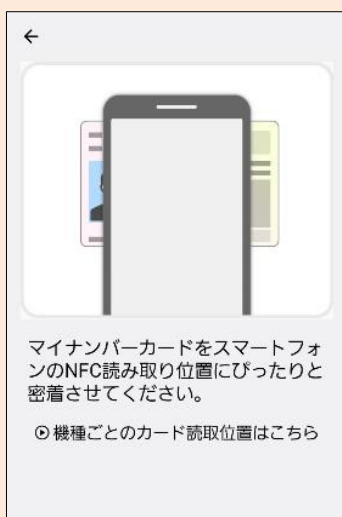 マイナンバーカードをスマートフォ
ンのNFC読み取り位置にぴったりと
密着させてください。
機種ごとのカード読取位置はこちら